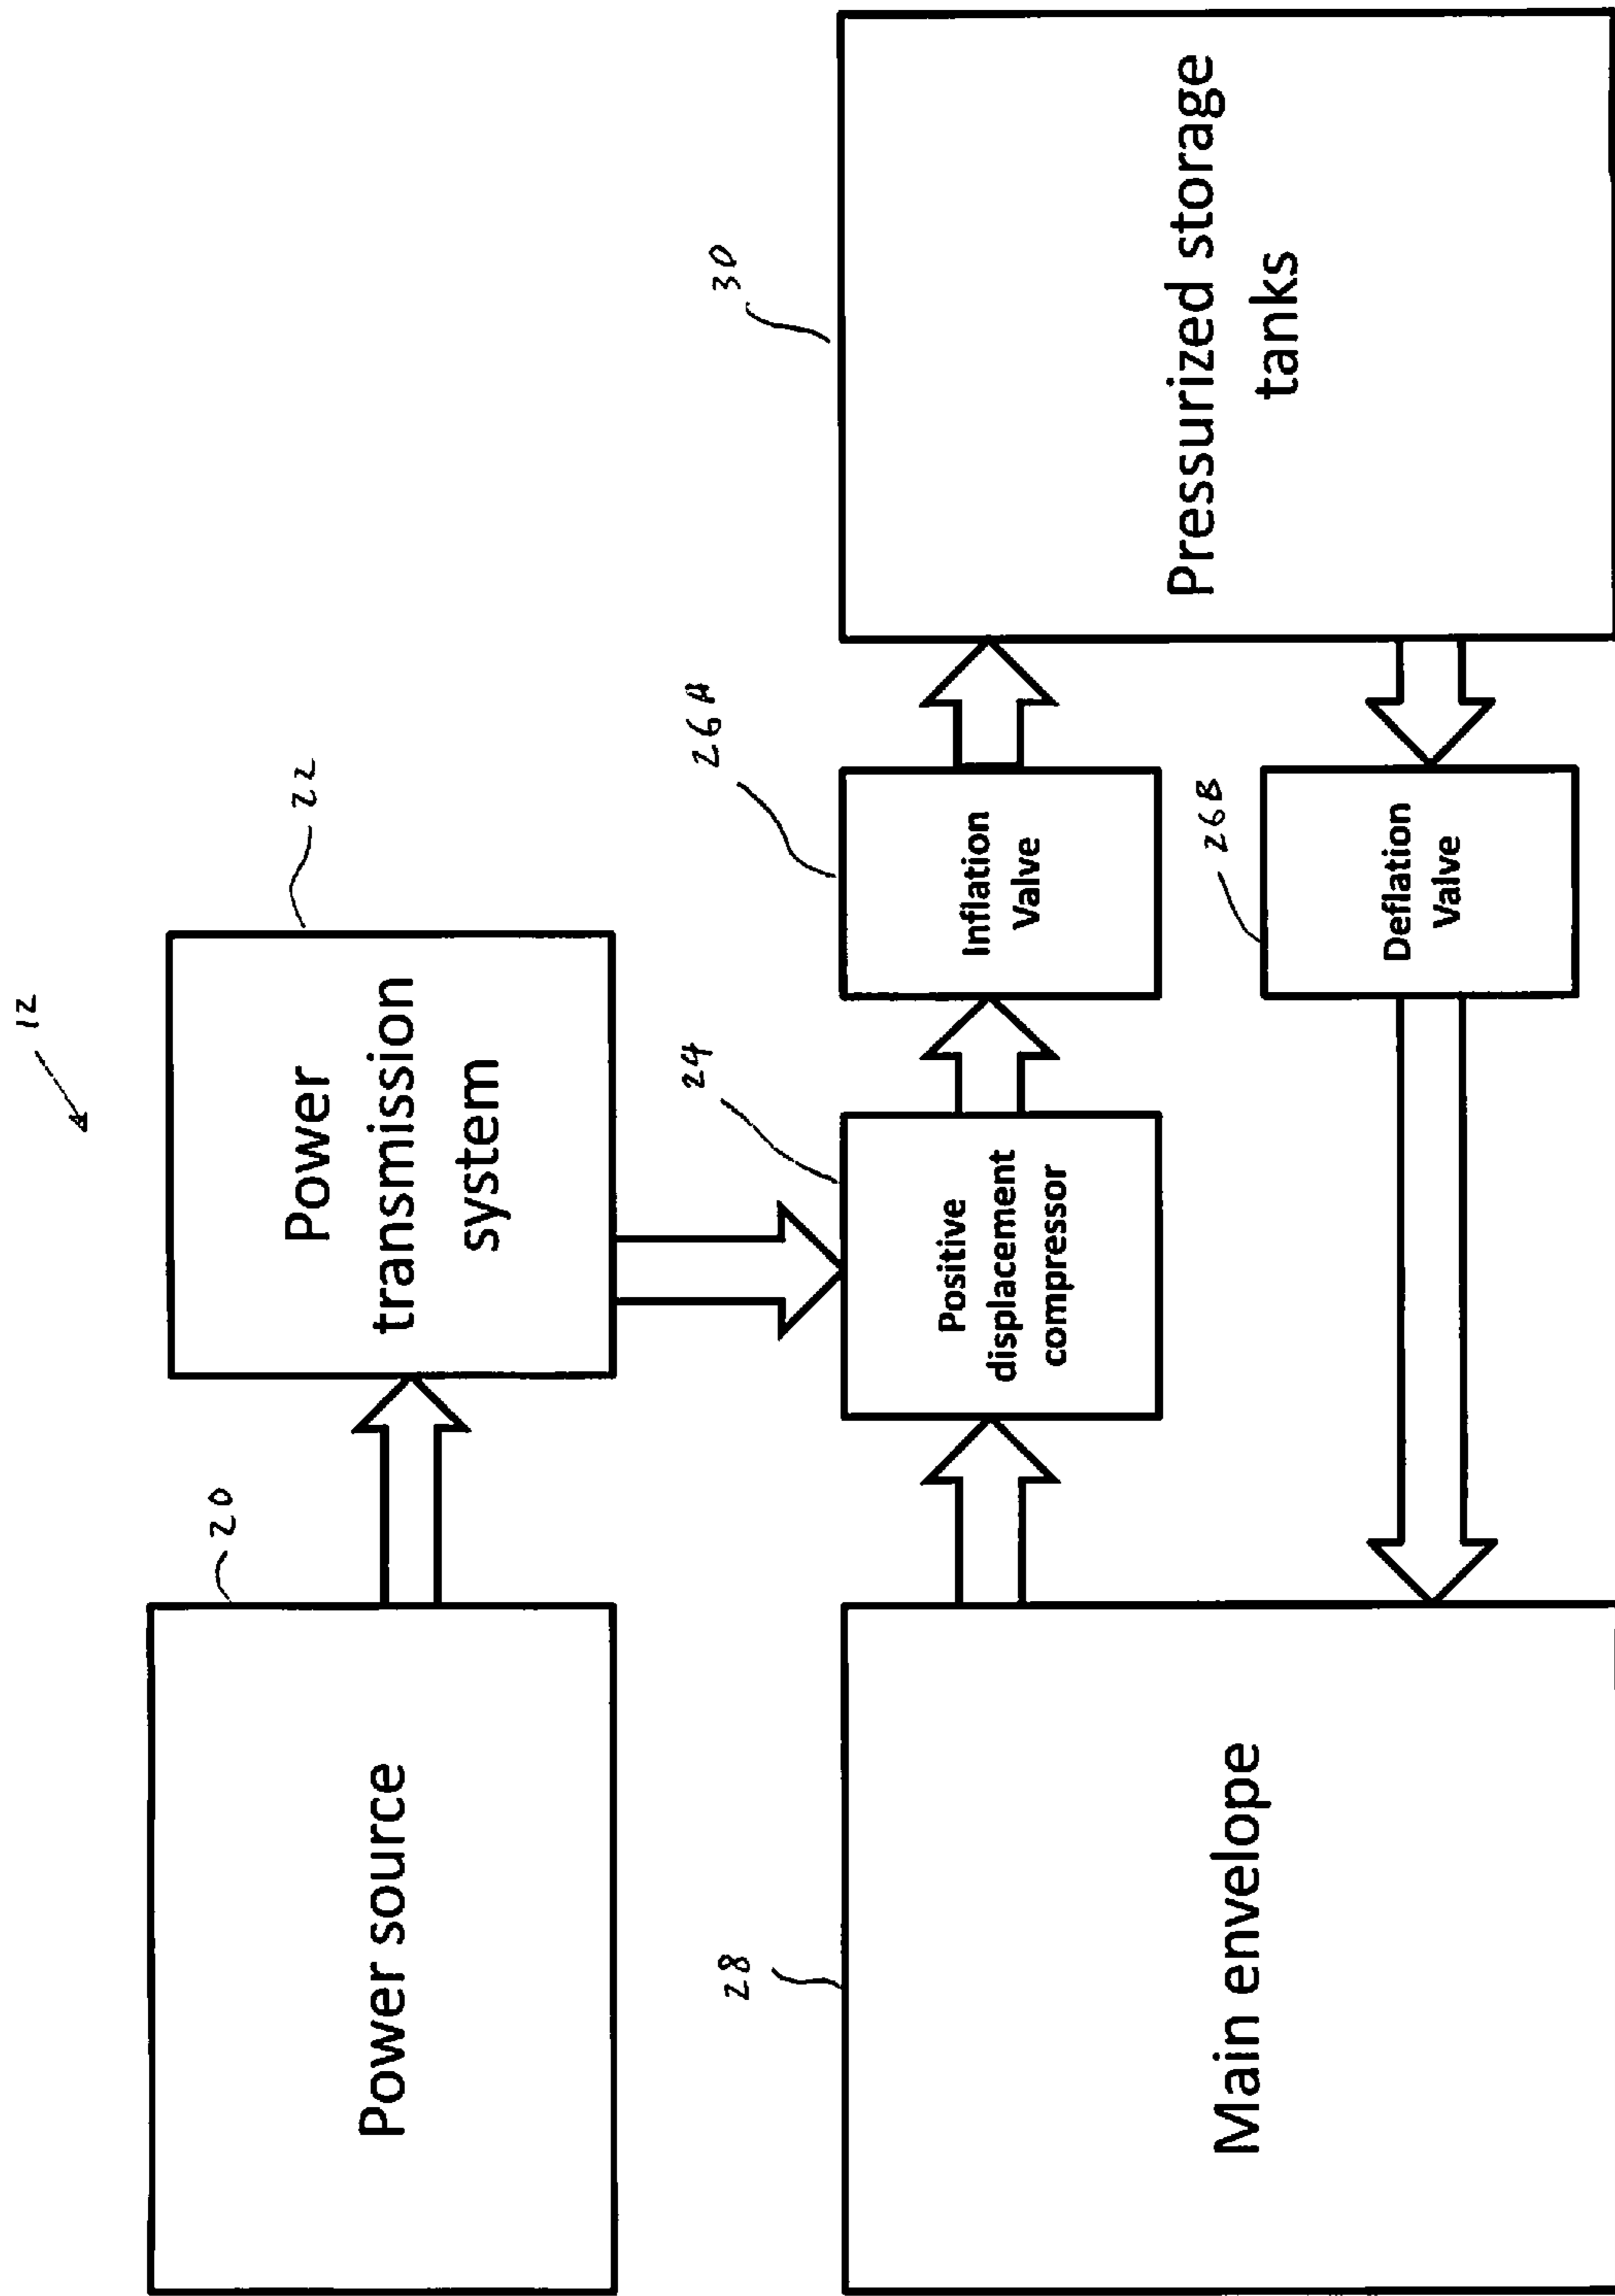 12
20
Power source
22
Power
transmission
system
28
Main envelope
24
Positive
displacement
compressor
26A
Inflation
Valve
26B
Deflation
Valve
30
Pressurized storage
tanks